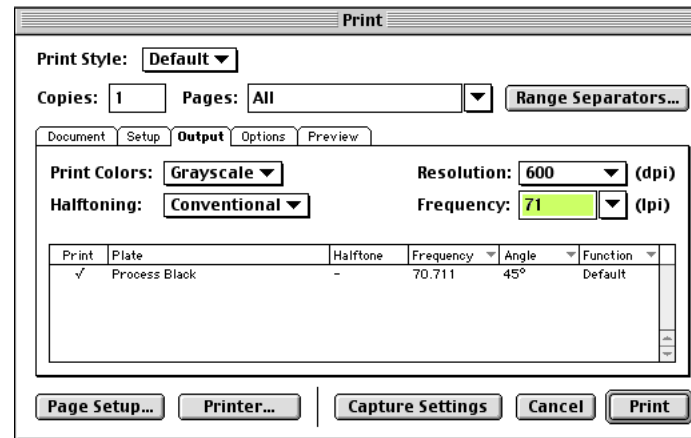 Print
Print Style: Default
Copies: 1 Pages: All Range Separators...
Document Setup Output Options Preview
Print Colors: Grayscale Resolution: 600 (dpi)
Halftoning: Conventional Frequency: 71 (lpi)
Print Plate Halftone Frequency Angle Function
✓ Process Black - 70.711 45° Default
Page Setup... Printer... Capture Settings Cancel Print